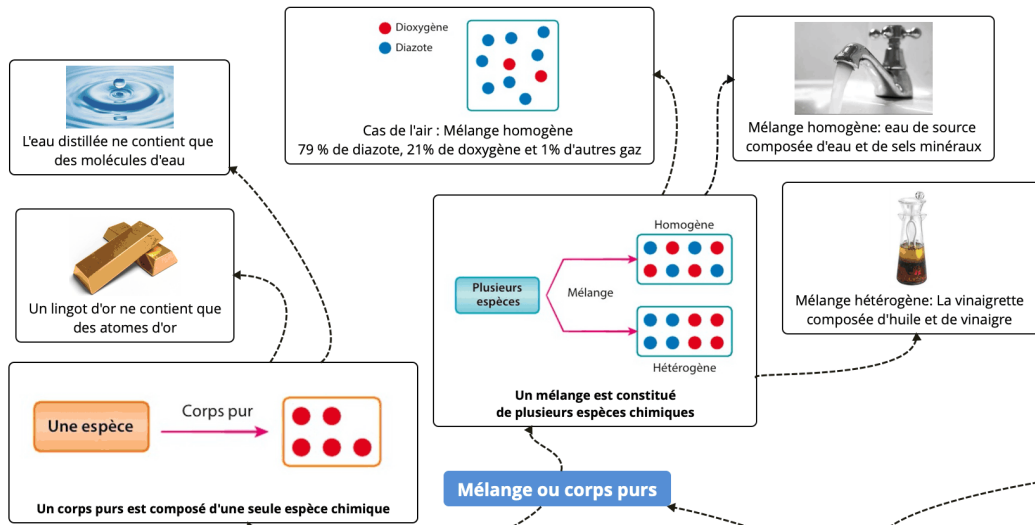 Dioxygène
Diazote
Cas de l'air : Mélange homogène
79 % de diazote, 21% de doxygène et 1% d'autres gaz
Mélange homogène: eau de source
composée d'eau et de sels minéraux
L'eau distillée ne contient que
des molécules d'eau
Un lingot d'or ne contient que
des atomes d'or
Homogène
Plusieurs
espèces
Mélange
Hétérogène
Un mélange est constitué
de plusieurs espèces chimiques
Mélange hétérogène: La vinaigrette
composée d'huile et de vinaigre
Une espèce
Corps pur
Un corps purs est composé d'une seule espèce chimique
Mélange ou corps purs